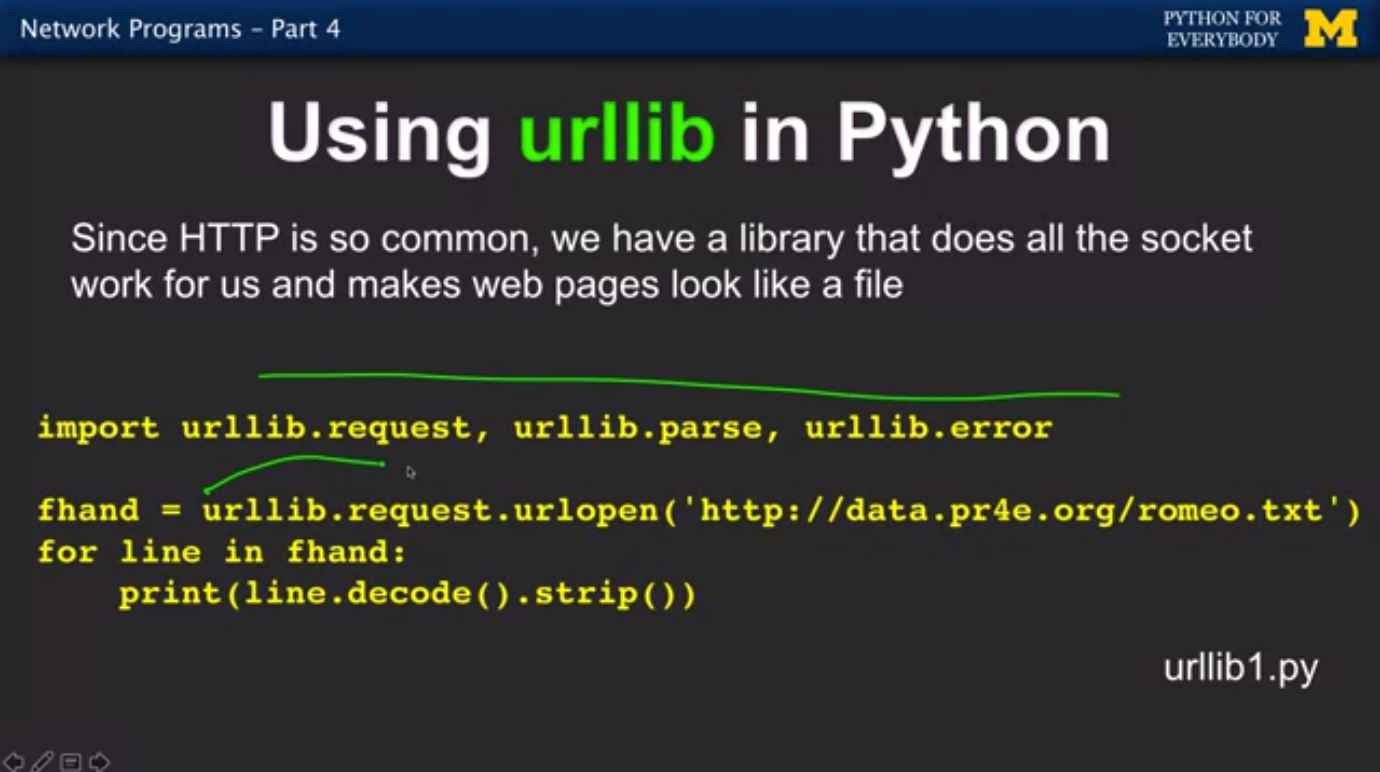 Network Programs – Part 4
PYTHON FOR
EVERYBODY
M
Using urllib in Python
Since HTTP is so common, we have a library that does all the socket
work for us and makes web pages look like a file
import urllib.request, urllib.parse, urllib.error
fhand = urllib.request.urlopen('http://data.pr4e.org/romeo.txt')
for line in fhand:
    print(line.decode().strip())
urllib1.py